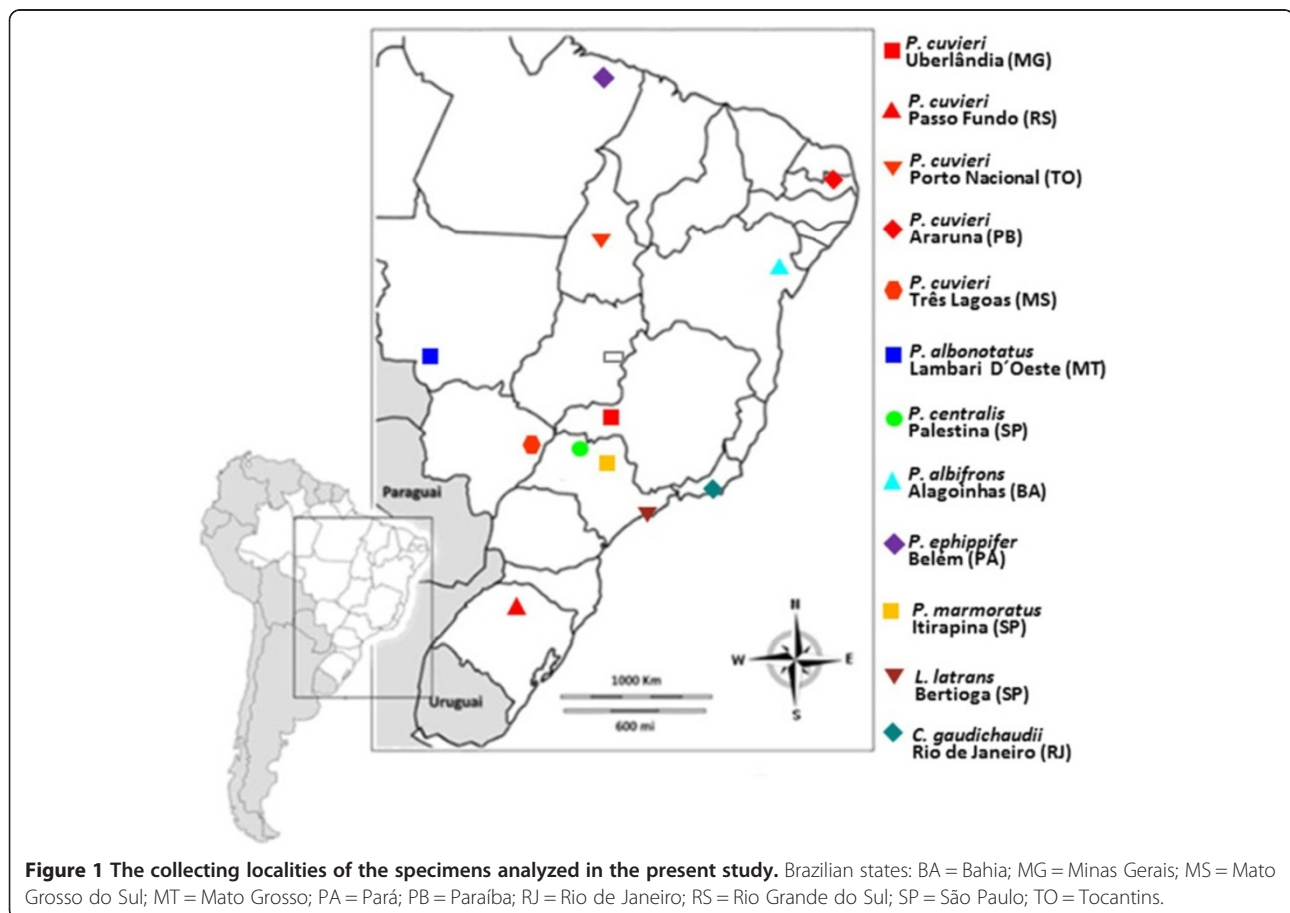 P. cuvieri
Uberlândia (MG)
P. cuvieri
Passo Fundo (RS)
P. cuvieri
Porto Nacional (TO)
P. cuvieri
Araruna (PB)
P. cuvieri
Três Lagoas (MS)
P. albonotatus
Lambari D´Oeste (MT)
P. centralis
Palestina (SP)
P. albifrons
Alagoinhas (BA)
P. ephippifer
Belém (PA)
P. marmoratus
Itirapina (SP)
L. latrans
Bertioga (SP)
C. gaudichaudii
Rio de Janeiro (RJ)
Paraguai
Uruguai
1000 Km
600 mi
N
W
E
S
Figure 1 The collecting localities of the specimens analyzed in the present study. Brazilian states: BA = Bahia; MG = Minas Gerais; MS = Mato
Grosso do Sul; MT = Mato Grosso; PA = Pará; PB = Paraíba; RJ = Rio de Janeiro; RS = Rio Grande do Sul; SP = São Paulo; TO = Tocantins.